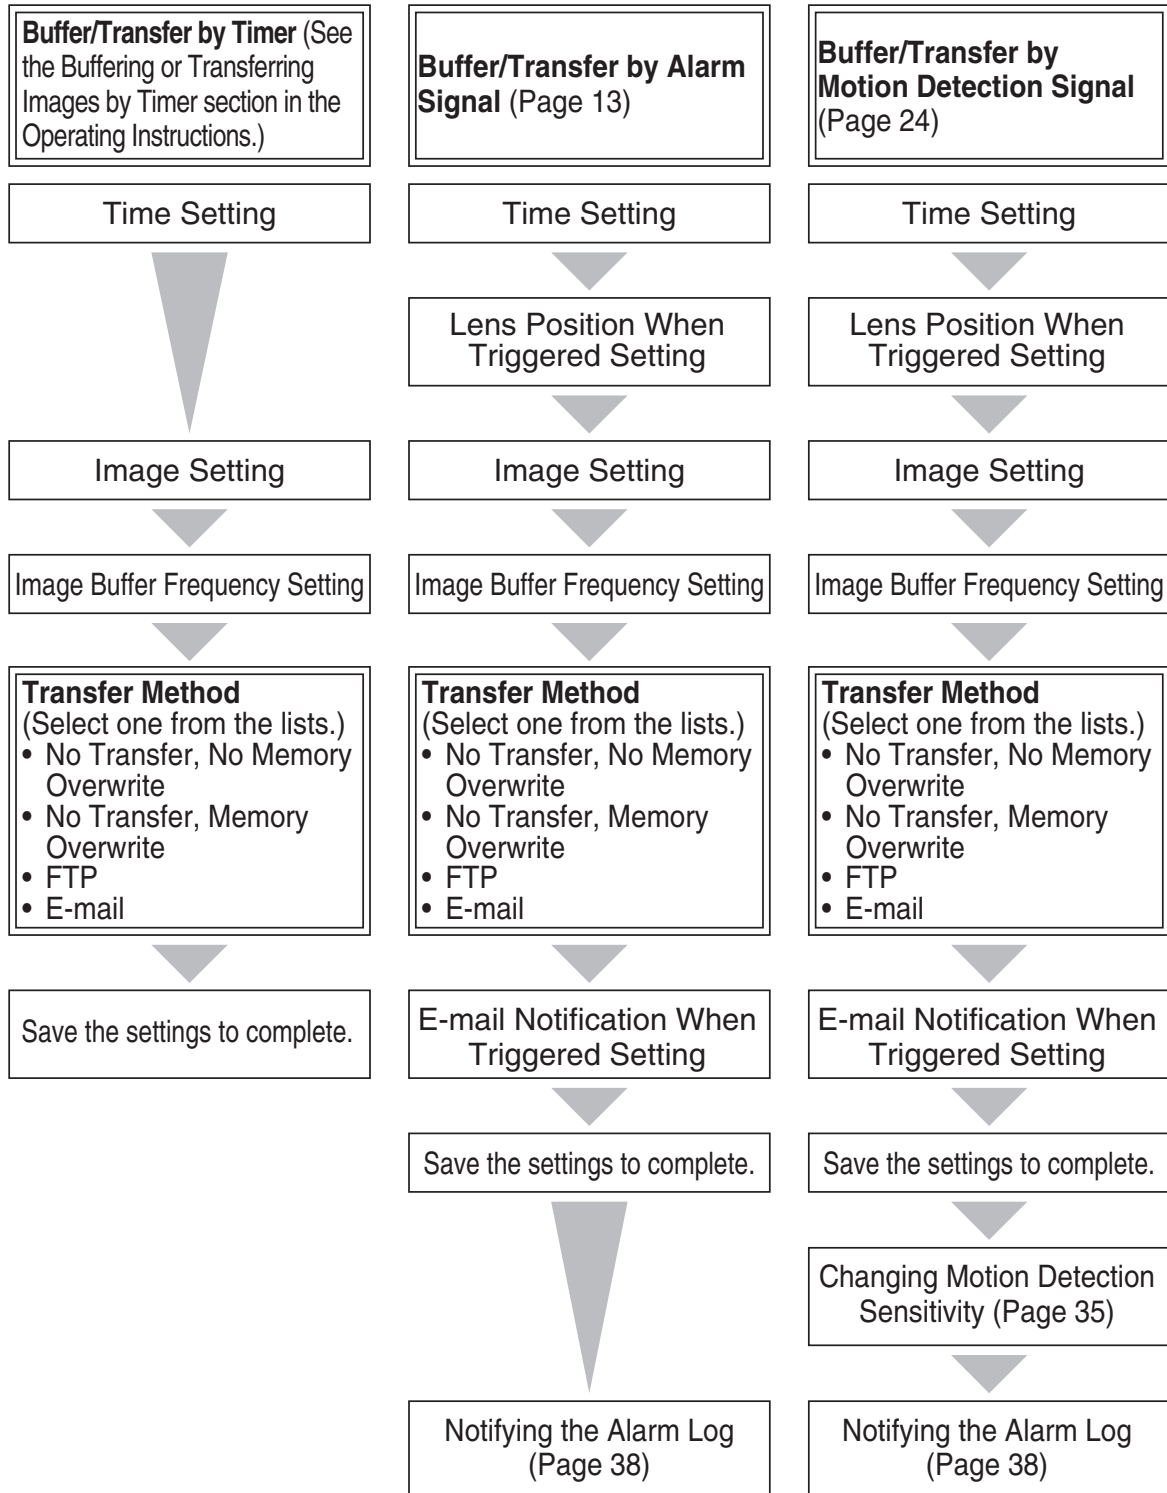 Buffer/Transfer by Timer (See
the Buffering or Transferring
Images by Timer section in the
Operating Instructions.)
Time Setting
Image Setting
Image Buffer Frequency Setting
Transfer Method
(Select one from the lists.)
• No Transfer, No Memory
Overwrite
• No Transfer, Memory
Overwrite
• FTP
• E-mail
Save the settings to complete.
Buffer/Transfer by Alarm
Signal (Page 13)
Time Setting
Lens Position When
Triggered Setting
Image Setting
Image Buffer Frequency Setting
Transfer Method
(Select one from the lists.)
• No Transfer, No Memory
Overwrite
• No Transfer, Memory
Overwrite
• FTP
• E-mail
E-mail Notification When
Triggered Setting
Save the settings to complete.
Notifying the Alarm Log
(Page 38)
Buffer/Transfer by
Motion Detection Signal
(Page 24)
Time Setting
Lens Position When
Triggered Setting
Image Setting
Image Buffer Frequency Setting
Transfer Method
(Select one from the lists.)
• No Transfer, No Memory
Overwrite
• No Transfer, Memory
Overwrite
• FTP
• E-mail
E-mail Notification When
Triggered Setting
Save the settings to complete.
Changing Motion Detection
Sensitivity (Page 35)
Notifying the Alarm Log
(Page 38)